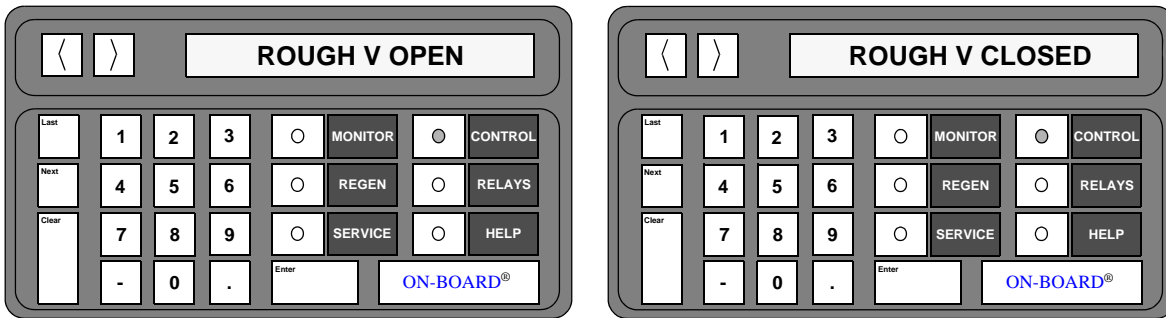 〈 〉 ROUGH V OPEN
Last 1 2 3 MONITOR CONTROL
Next 4 5 6 REGEN RELAYS
Clear 7 8 9 SERVICE HELP
- 0 . Enter ON-BOARD®
〈 〉 ROUGH V CLOSED
Last 1 2 3 MONITOR CONTROL
Next 4 5 6 REGEN RELAYS
Clear 7 8 9 SERVICE HELP
- 0 . Enter ON-BOARD®